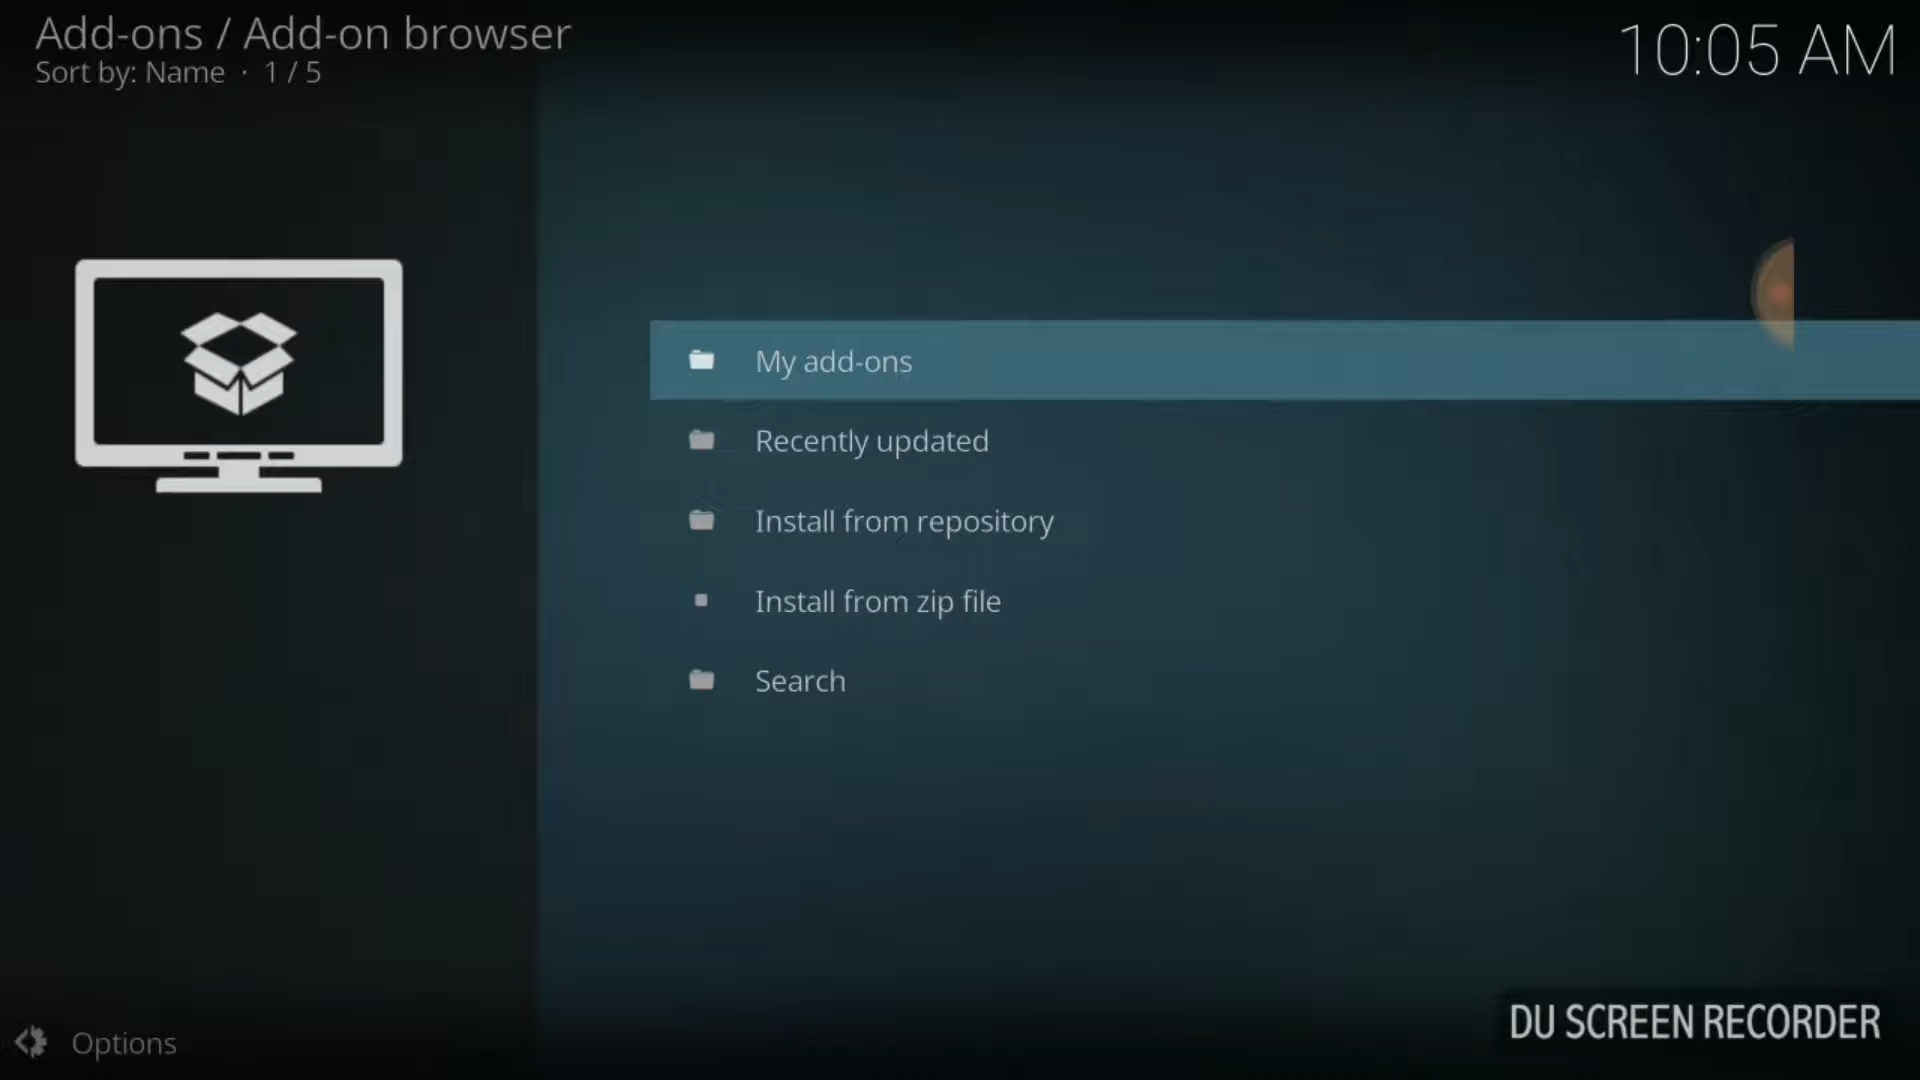 Add-ons / Add-on browser
Sort by: Name · 1 / 5
10:05 AM
My add-ons
Recently updated
Install from repository
Install from zip file
Search
Options
DU SCREEN RECORDER